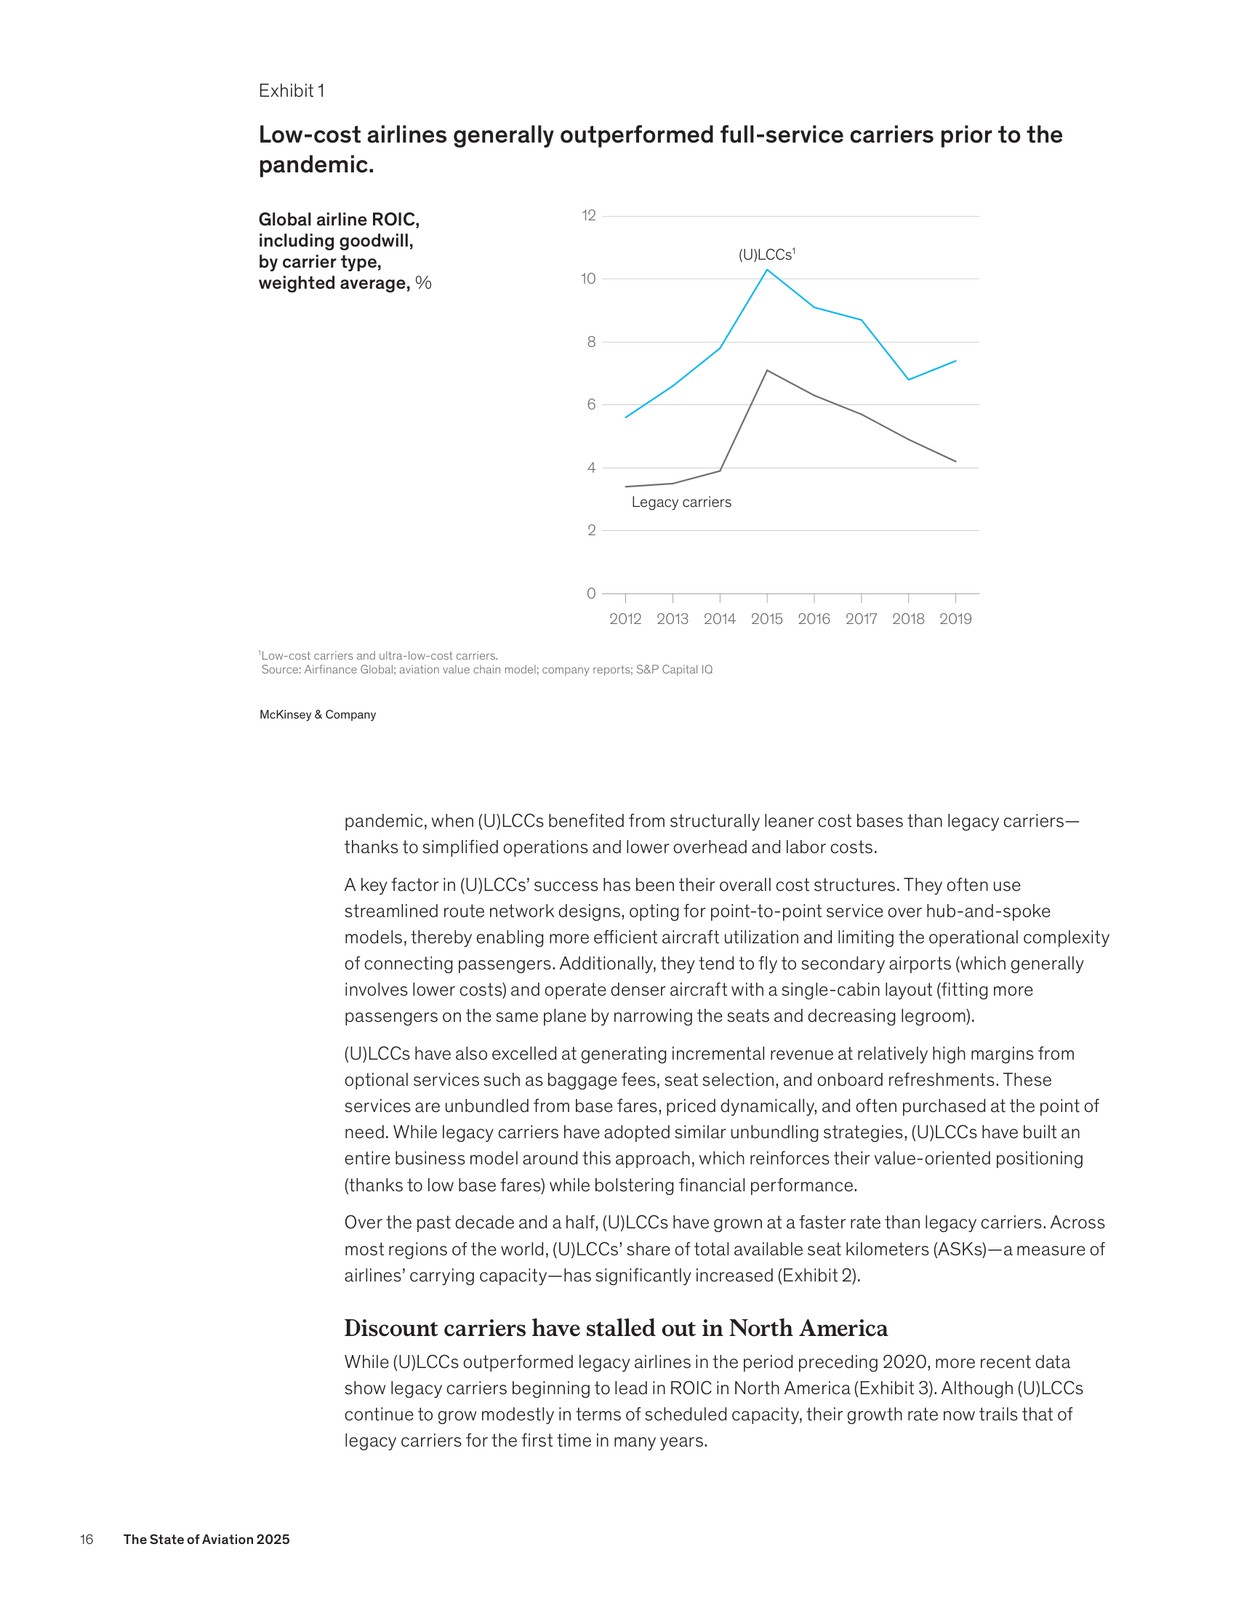 Exhibit 1
Low-cost airlines generally outperformed full-service carriers prior to the
pandemic.
Global airline ROIC,
including goodwill,
by carrier type,
weighted average, %
12
10
8
6
4
2
0
(U)LCCs¹
Legacy carriers
2012 2013 2014 2015 2016 2017 2018 2019
¹Low-cost carriers and ultra-low-cost carriers.
Source: Airfinance Global; aviation value chain model; company reports; S&P Capital IQ
McKinsey & Company
pandemic, when (U)LCCs benefited from structurally leaner cost bases than legacy carriers—
thanks to simplified operations and lower overhead and labor costs.
A key factor in (U)LCCs’ success has been their overall cost structures. They often use
streamlined route network designs, opting for point-to-point service over hub-and-spoke
models, thereby enabling more efficient aircraft utilization and limiting the operational complexity
of connecting passengers. Additionally, they tend to fly to secondary airports (which generally
involves lower costs) and operate denser aircraft with a single-cabin layout (fitting more
passengers on the same plane by narrowing the seats and decreasing legroom).
(U)LCCs have also excelled at generating incremental revenue at relatively high margins from
optional services such as baggage fees, seat selection, and onboard refreshments. These
services are unbundled from base fares, priced dynamically, and often purchased at the point of
need. While legacy carriers have adopted similar unbundling strategies, (U)LCCs have built an
entire business model around this approach, which reinforces their value-oriented positioning
(thanks to low base fares) while bolstering financial performance.
Over the past decade and a half, (U)LCCs have grown at a faster rate than legacy carriers. Across
most regions of the world, (U)LCCs’ share of total available seat kilometers (ASKs)—a measure of
airlines’ carrying capacity—has significantly increased (Exhibit 2).
Discount carriers have stalled out in North America
While (U)LCCs outperformed legacy airlines in the period preceding 2020, more recent data
show legacy carriers beginning to lead in ROIC in North America (Exhibit 3). Although (U)LCCs
continue to grow modestly in terms of scheduled capacity, their growth rate now trails that of
legacy carriers for the first time in many years.
16 The State of Aviation 2025